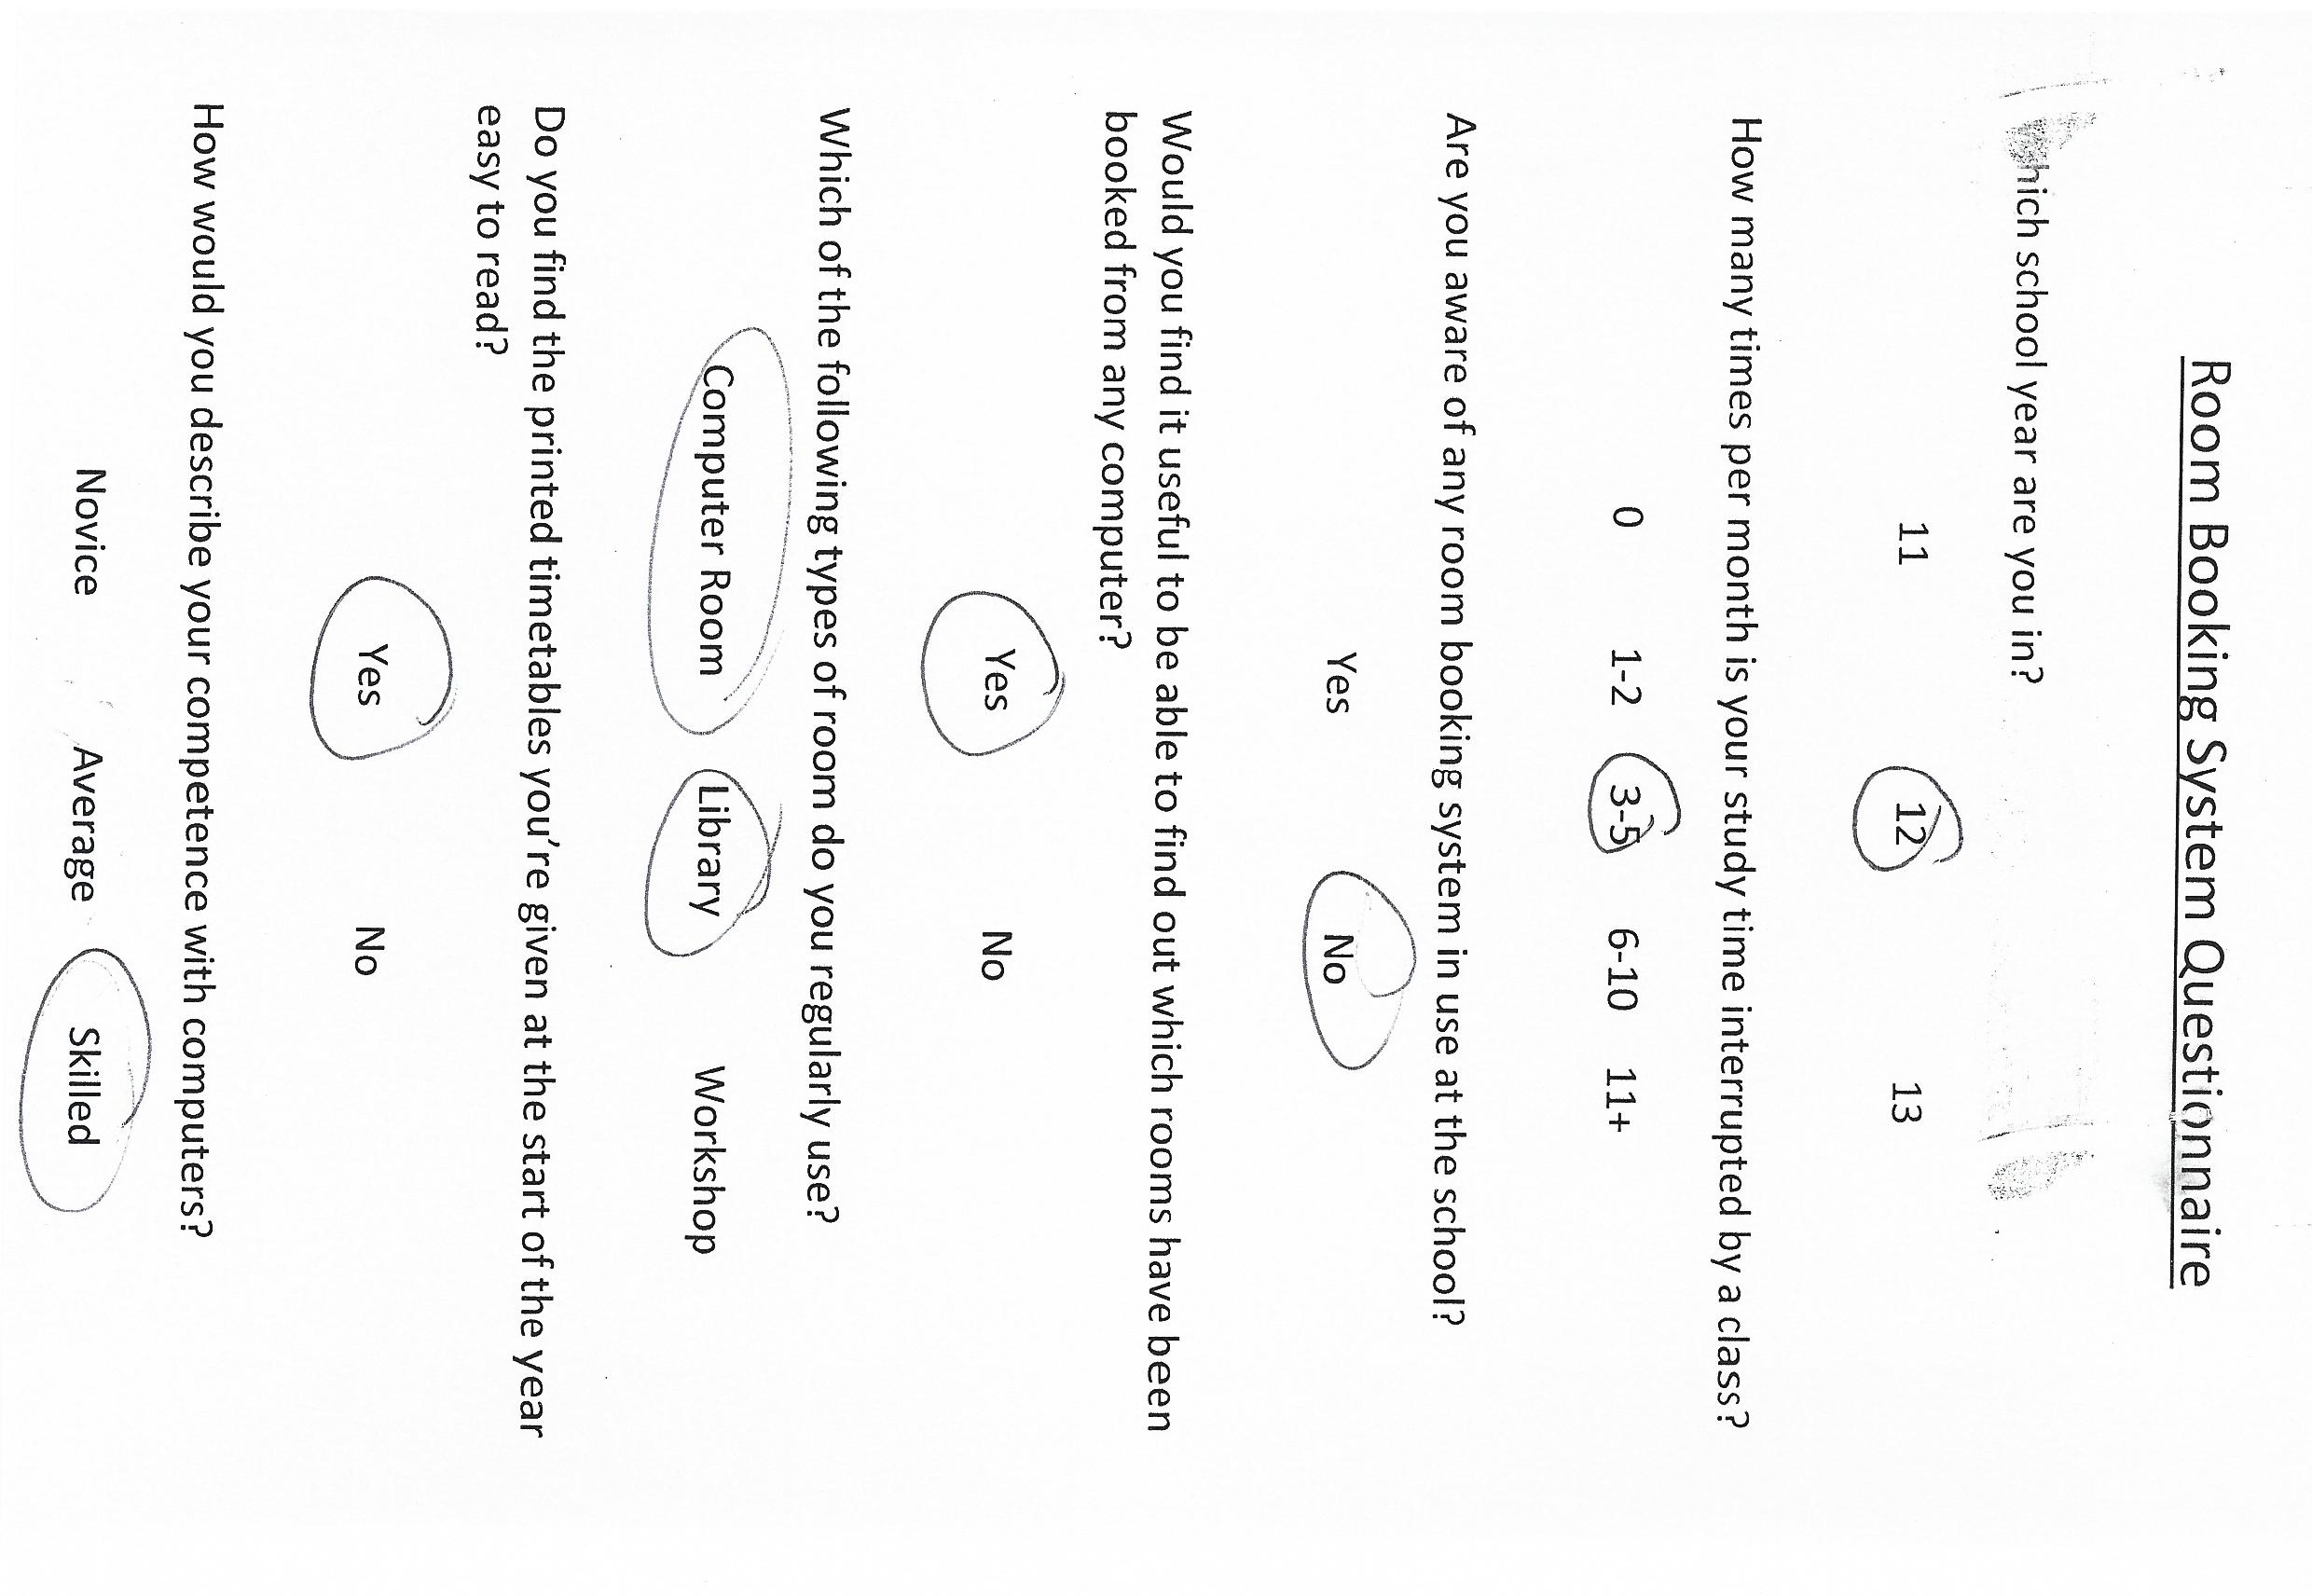 Room Booking System Questionnaire
Which school year are you in?
11 12 13
How many times per month is your study time interrupted by a class?
0 1-2 3-5 6-10 11+
Are you aware of any room booking system in use at the school?
Yes No
Would you find it useful to be able to find out which rooms have been
booked from any computer?
Yes No
Which of the following types of room do you regularly use?
Computer Room Library Workshop
Do you find the printed timetables you're given at the start of the year
easy to read?
Yes No
How would you describe your competence with computers?
Novice Average Skilled